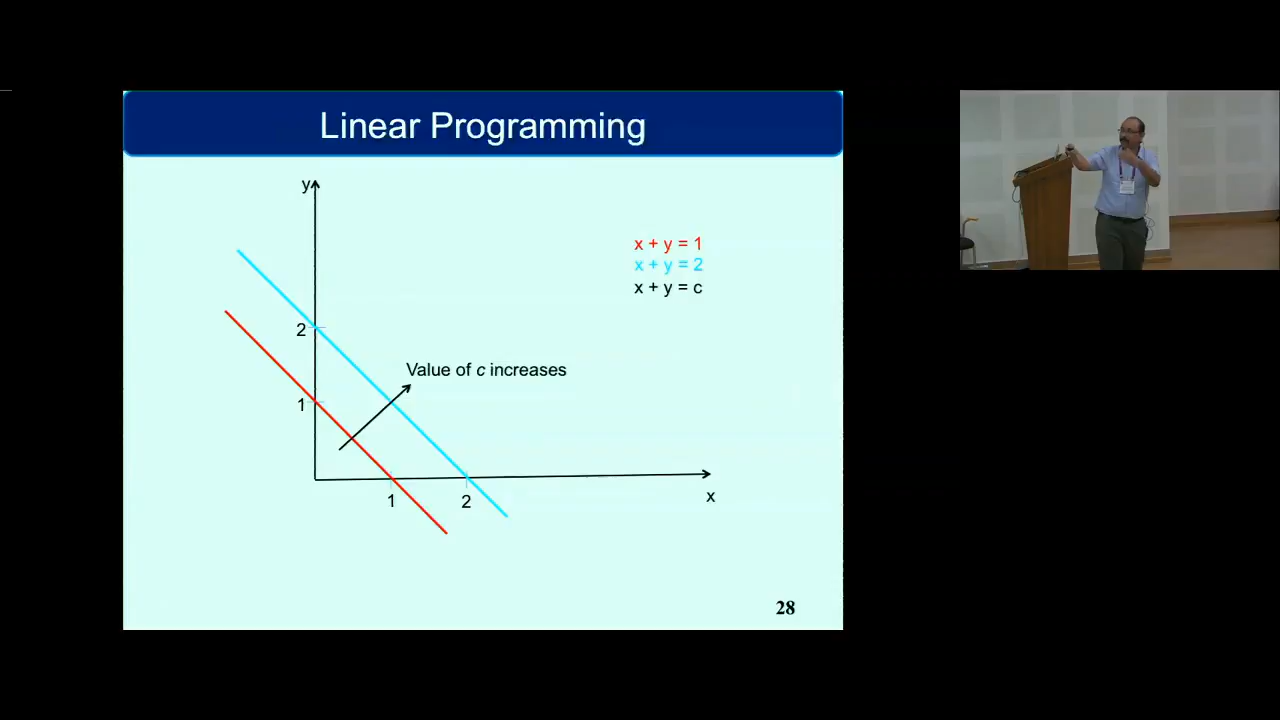 Linear Programming
y
x + y = 1
x + y = 2
x + y = c
2
Value of c increases
1
1
2
x
28